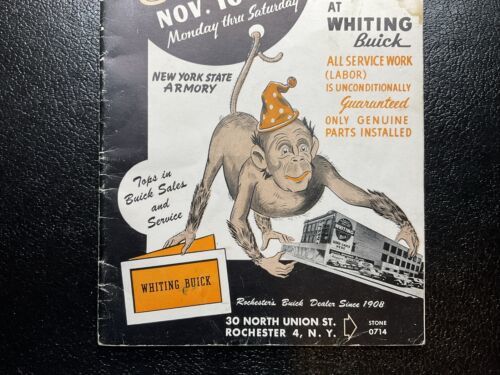 NOV. 10
Monday thru Saturday
NEW YORK STATE
ARMORY
AT
WHITING
Buick
ALL SERVICE WORK
(LABOR)
IS UNCONDITIONALLY
Guaranteed
ONLY GENUINE
PARTS INSTALLED
Tops in
Buick Sales
and
Service
WHITING
WHITING BUICK
Rochester's Buick Dealer Since 1908
30 NORTH UNION ST.
ROCHESTER 4, N. Y.
STONE
0714